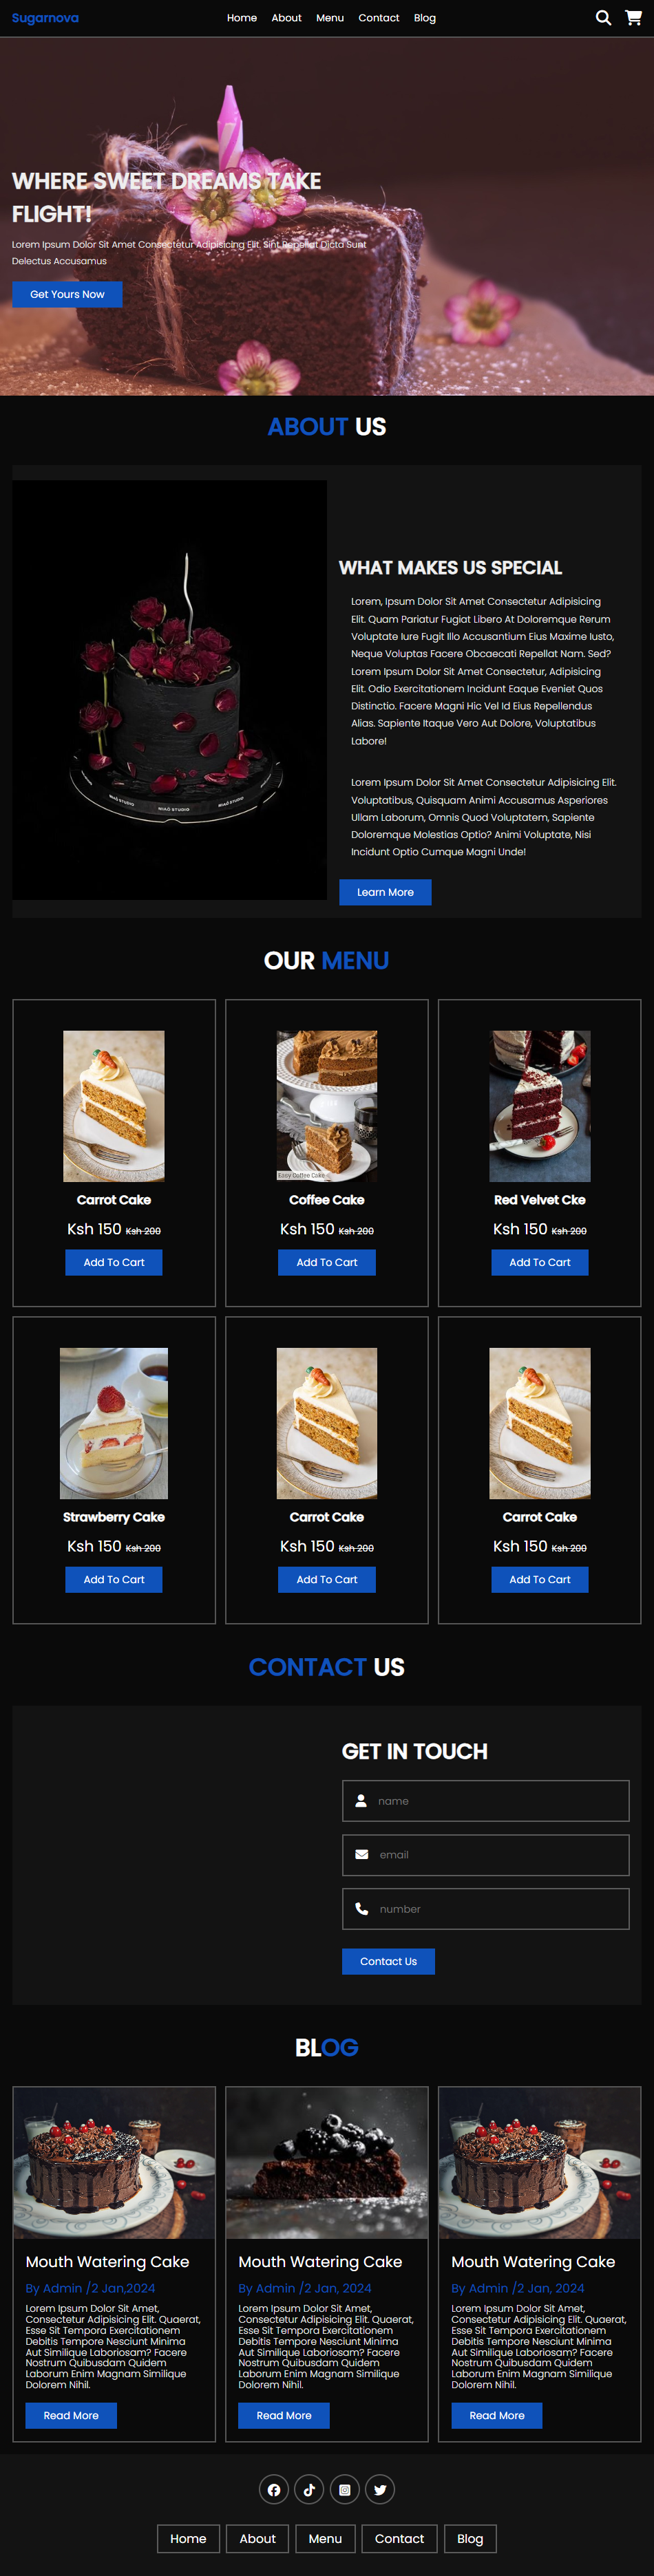 Sugarnova
Home About Menu Contact Blog
WHERE SWEET DREAMS TAKE
FLIGHT!
Lorem Ipsum Dolor Sit Amet Consectetur Adipisicing Elit. Sint Repellat Dicta Sunt
Delectus Accusamus
Get Yours Now
ABOUT US
NIAŌ STUDIO NIAŌ STUDIO NIAŌ STUDIO
WHAT MAKES US SPECIAL
Lorem, Ipsum Dolor Sit Amet Consectetur Adipisicing
Elit. Quam Pariatur Fugiat Libero At Doloremque Rerum
Voluptate Iure Fugit Illo Accusantium Eius Maxime Iusto,
Neque Voluptas Facere Obcaecati Repellat Nam. Sed?
Lorem Ipsum Dolor Sit Amet Consectetur, Adipisicing
Elit. Odio Exercitationem Incidunt Eaque Eveniet Quos
Distinctio. Facere Magni Hic Vel Id Eius Repellendus
Alias. Sapiente Itaque Vero Aut Dolore, Voluptatibus
Labore!
Lorem Ipsum Dolor Sit Amet Consectetur Adipisicing Elit.
Voluptatibus, Quisquam Animi Accusamus Asperiores
Ullam Laborum, Omnis Quod Voluptatem, Sapiente
Doloremque Molestias Optio? Animi Voluptate, Nisi
Incidunt Optio Cumque Magni Unde!
Learn More
OUR MENU
Carrot Cake
Ksh 150 Ksh 200
Add To Cart
Easy Coffee Cake
Coffee Cake
Ksh 150 Ksh 200
Add To Cart
Red Velvet Cke
Ksh 150 Ksh 200
Add To Cart
Strawberry Cake
Ksh 150 Ksh 200
Add To Cart
Carrot Cake
Ksh 150 Ksh 200
Add To Cart
Carrot Cake
Ksh 150 Ksh 200
Add To Cart
CONTACT US
GET IN TOUCH
name
email
number
Contact Us
BLOG
Mouth Watering Cake
By Admin /2 Jan,2024
Lorem Ipsum Dolor Sit Amet,
Consectetur Adipisicing Elit. Quaerat,
Esse Sit Tempora Exercitationem
Debitis Tempore Nesciunt Minima
Aut Similique Laboriosam? Facere
Nostrum Quibusdam Quidem
Laborum Enim Magnam Similique
Dolorem Nihil.
Read More
Mouth Watering Cake
By Admin /2 Jan, 2024
Lorem Ipsum Dolor Sit Amet,
Consectetur Adipisicing Elit. Quaerat,
Esse Sit Tempora Exercitationem
Debitis Tempore Nesciunt Minima
Aut Similique Laboriosam? Facere
Nostrum Quibusdam Quidem
Laborum Enim Magnam Similique
Dolorem Nihil.
Read More
Mouth Watering Cake
By Admin /2 Jan, 2024
Lorem Ipsum Dolor Sit Amet,
Consectetur Adipisicing Elit. Quaerat,
Esse Sit Tempora Exercitationem
Debitis Tempore Nesciunt Minima
Aut Similique Laboriosam? Facere
Nostrum Quibusdam Quidem
Laborum Enim Magnam Similique
Dolorem Nihil.
Read More
Home About Menu Contact Blog